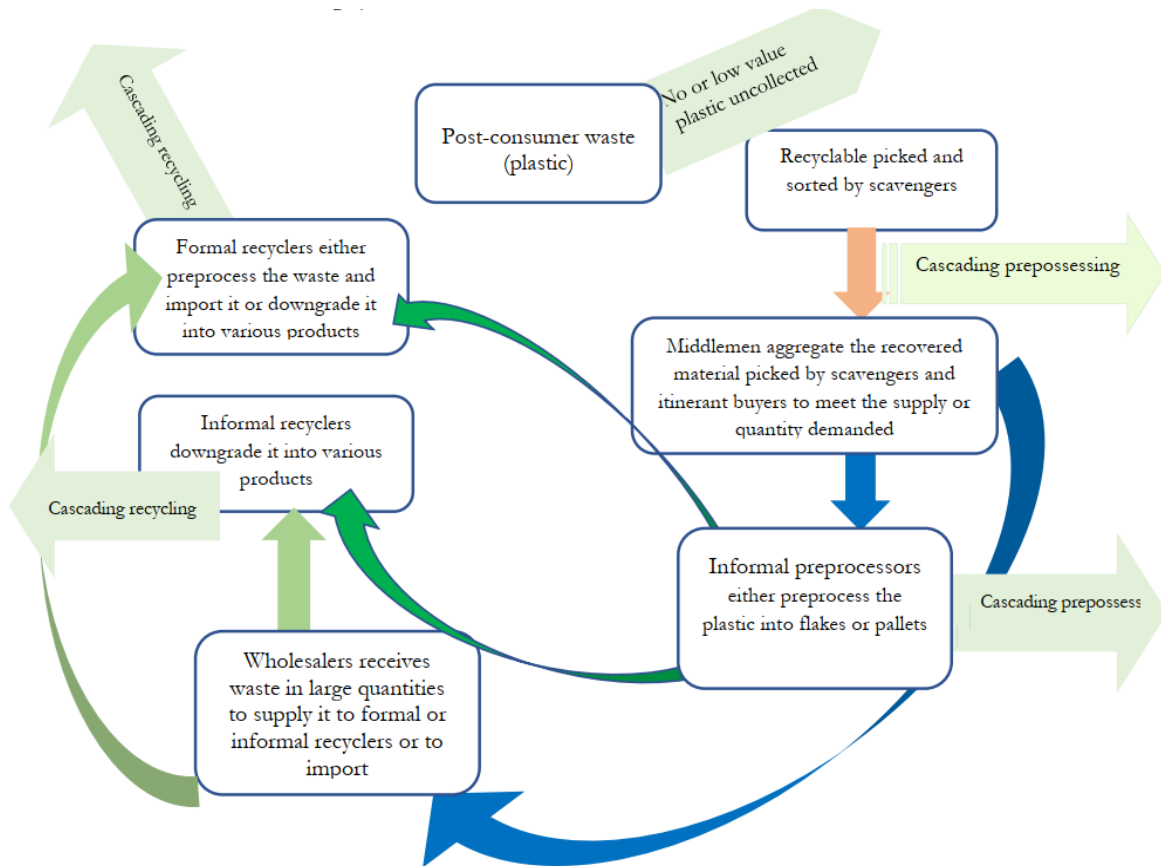 No or low value
plastic uncollected
Post-consumer waste
(plastic)
Recyclable picked and
sorted by scavengers
Cascading recycling
Formal recyclers either
preprocess the waste and
import it or downgrade it
into various products
Cascading prepossessing
Middlemen aggregate the recovered
material picked by scavengers and
itinerant buyers to meet the supply or
quantity demanded
Informal recyclers
downgrade it into various
products
Cascading recycling
Informal preprocessors
either preprocess the
plastic into flakes or pallets
Cascading prepossess
Wholesalers receives
waste in large quantities
to supply it to formal or
informal recyclers or to
import